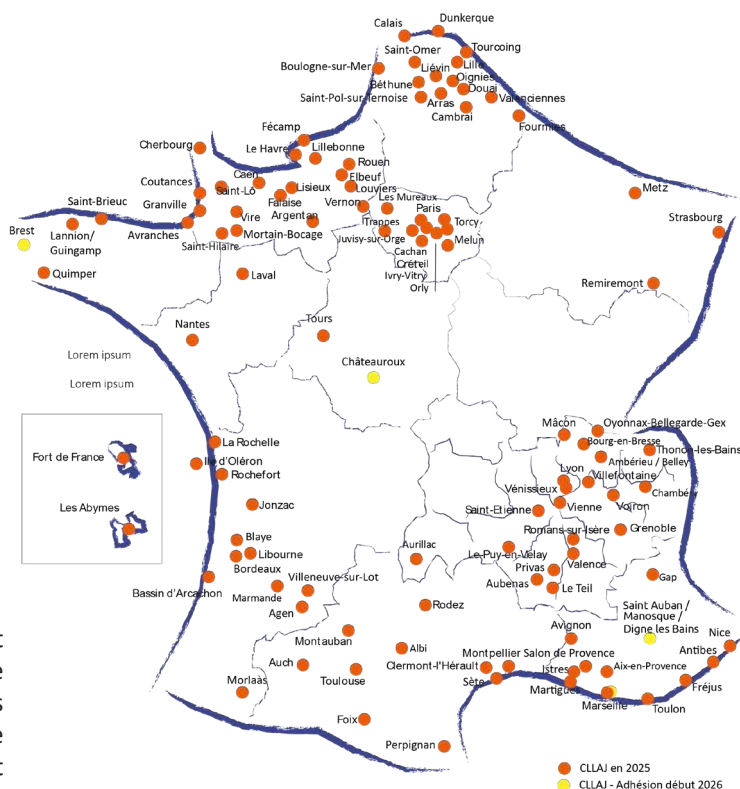 Dunkerque
Calais
Tourcoing
Saint-Omer
Lille
Boulogne-sur-Mer
Liévin
Oignies
Béthune
Douai
Saint-Pol-sur-Ternoise
Valenciennes
Arras
Cambrai
Fourmies
Fécamp
Cherbourg
Le Havre
Lillebonne
Rouen
Caen
Elbeuf
Coutances
Saint-Lô
Lisieux
Louviers
Metz
Falaise
Vernon
Les Mureaux
Saint-Brieuc
Granville
Vire
Argentan
Paris
Strasbourg
Trappes
Torcy
Brest
Lannion/
Guingamp
Avranches
Mortain-Bocage
Juvisy-sur-Orge
Melun
Saint-Hilaire
Cachan
Créteil
Ivry-Vitry
Orly
Quimper
Laval
Remiremont
Nantes
Tours
Lorem ipsum
Châteauroux
Lorem ipsum
Mâcon
Oyonnax-Bellegarde-Gex
La Rochelle
Bourg-en-Bresse
Thonon-les-Bains
Fort de France
Ile d'Oléron
Ambérieu / Belley
Rochefort
Lyon
Villefontaine
Vénissieux
Chambéry
Les Abymes
Jonzac
Saint-Etienne
Vienne
Voiron
Romans-sur-Isère
Grenoble
Blaye
Aurillac
Libourne
Le-Puy-en-Velay
Bordeaux
Privas
Valence
Villeneuve-sur-Lot
Gap
Bassin d'Arcachon
Marmande
Aubenas
Le Teil
Agen
Rodez
Saint Auban /
Manosque /
Digne les Bains
Avignon
Montauban
Nice
Albi
Montpellier
Salon de Provence
Antibes
Auch
Clermont-l'Hérault
Istres
Aix-en-Provence
Morlaàs
Toulouse
Sète
Martigues
Fréjus
Marseille
Toulon
Foix
Perpignan
CLLAJ en 2025
CLLAJ - Adhésion début 2026